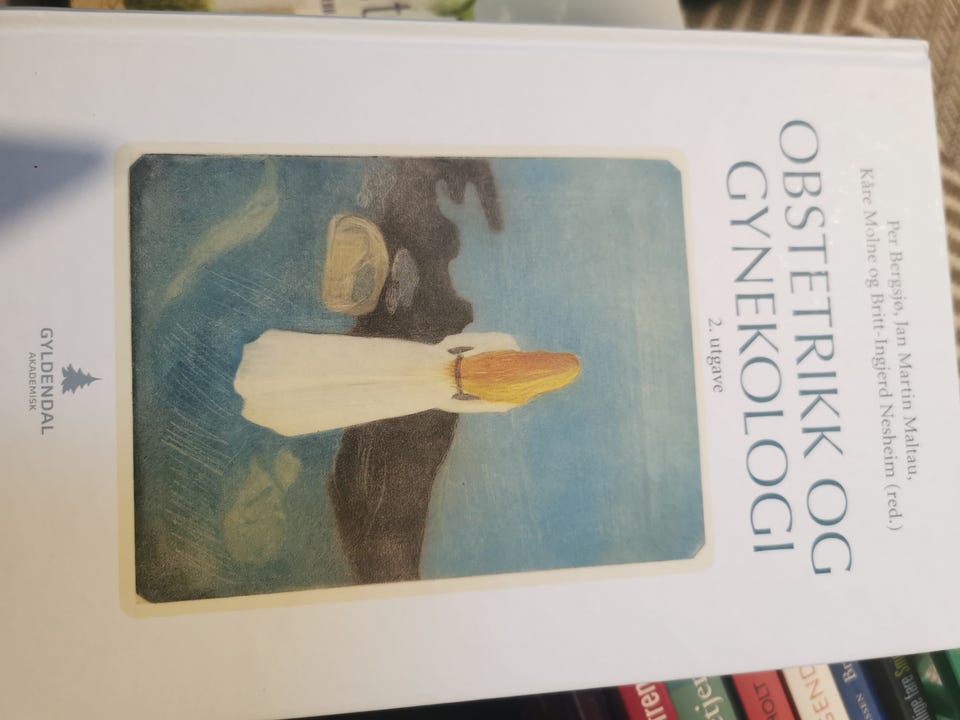 Per Bergsjø, Jan Martin Maltau,
Kåre Molne og Britt-Ingjerd Nesheim (red.)
OBSTETRIKK OG
GYNEKOLOGI
2. utgave
GYLDENDAL
AKADEMISK
HOLT